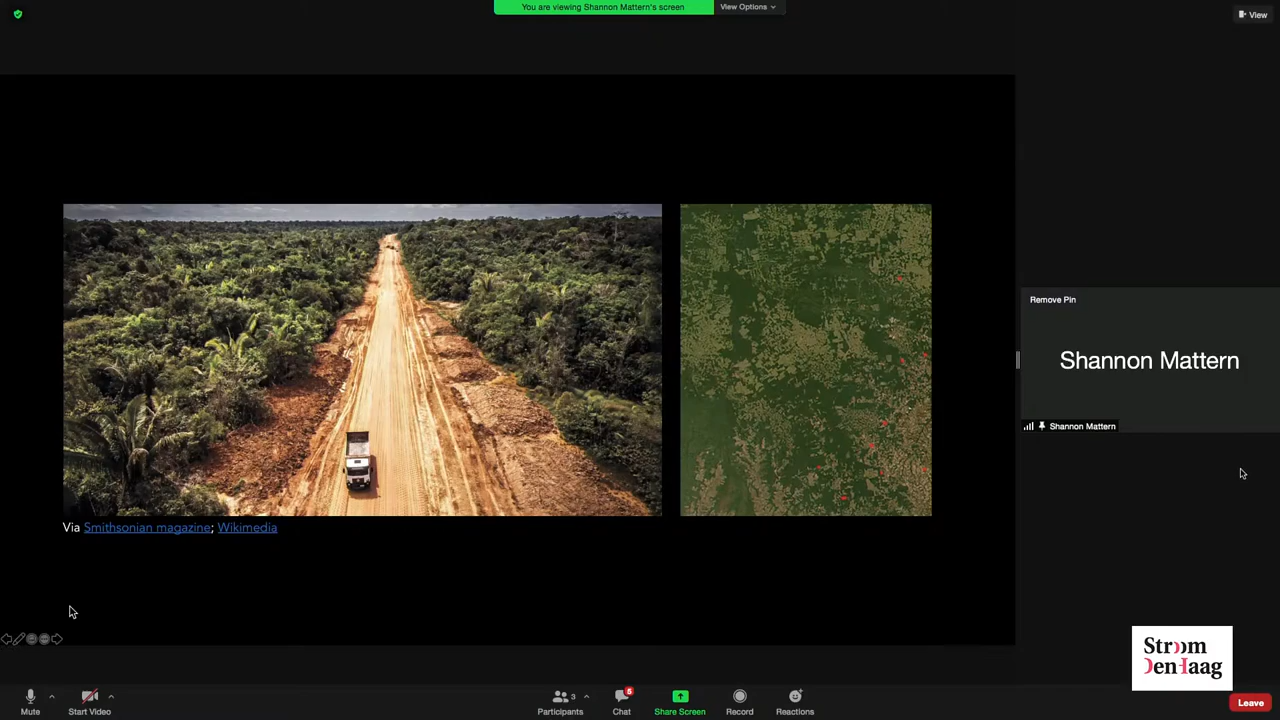 You are viewing Shannon Mattern's screen
View Options
View
Remove Pin
Shannon Mattern
Shannon Mattern
Via Smithsonian magazine; Wikimedia
Stroom
Den Haag
Mute
Start Video
Participants
3
Chat
5
Share Screen
Record
Reactions
Leave